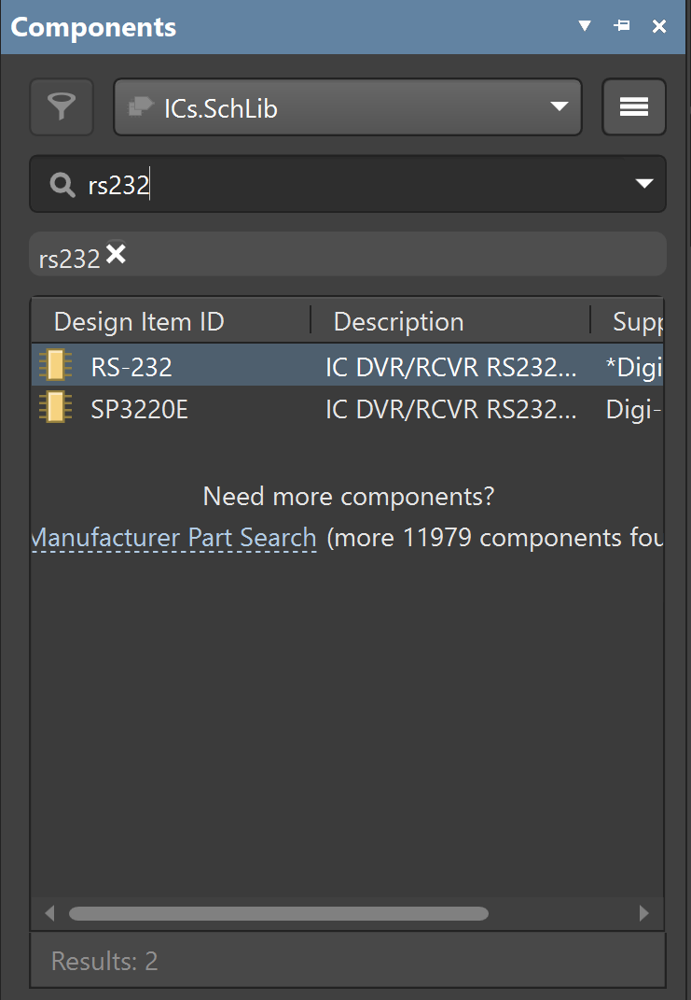 Components
ICs.SchLib
rs232
rs232
Design Item ID Description Supp
RS-232 IC DVR/RCVR RS232... *Digi
SP3220E IC DVR/RCVR RS232... Digi-
Need more components?
Manufacturer Part Search (more 11979 components fou
Results: 2